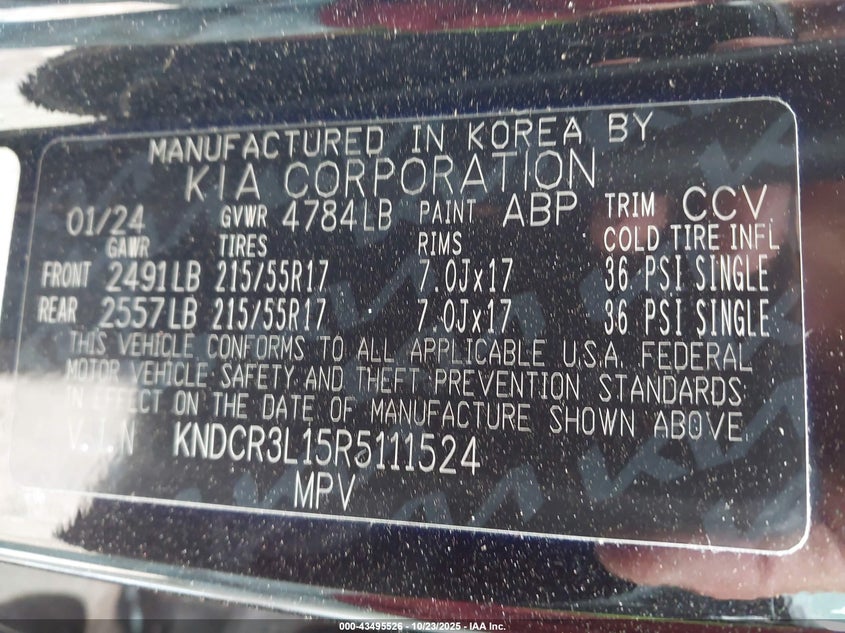 MANUFACTURED IN KOREA BY
KIA CORPORATION
01/24 GVWR 4784LB PAINT ABP TRIM CCV
GAWR TIRES RIMS COLD TIRE INFL
FRONT 2491LB 215/55R17 7.0Jx17 36 PSI SINGLE
REAR 2557LB 215/55R17 7.0Jx17 36 PSI SINGLE
THIS VEHICLE CONFORMS TO ALL APPLICABLE U.S.A. FEDERAL
MOTOR VEHICLE SAFETY AND THEFT PREVENTION STANDARDS
IN EFFECT ON THE DATE OF MANUFACTURE SHOWN ABOVE
V.I.N KNDCR3L15R5111524
MPV
000-43495526 - 10/23/2025 - IAA Inc.